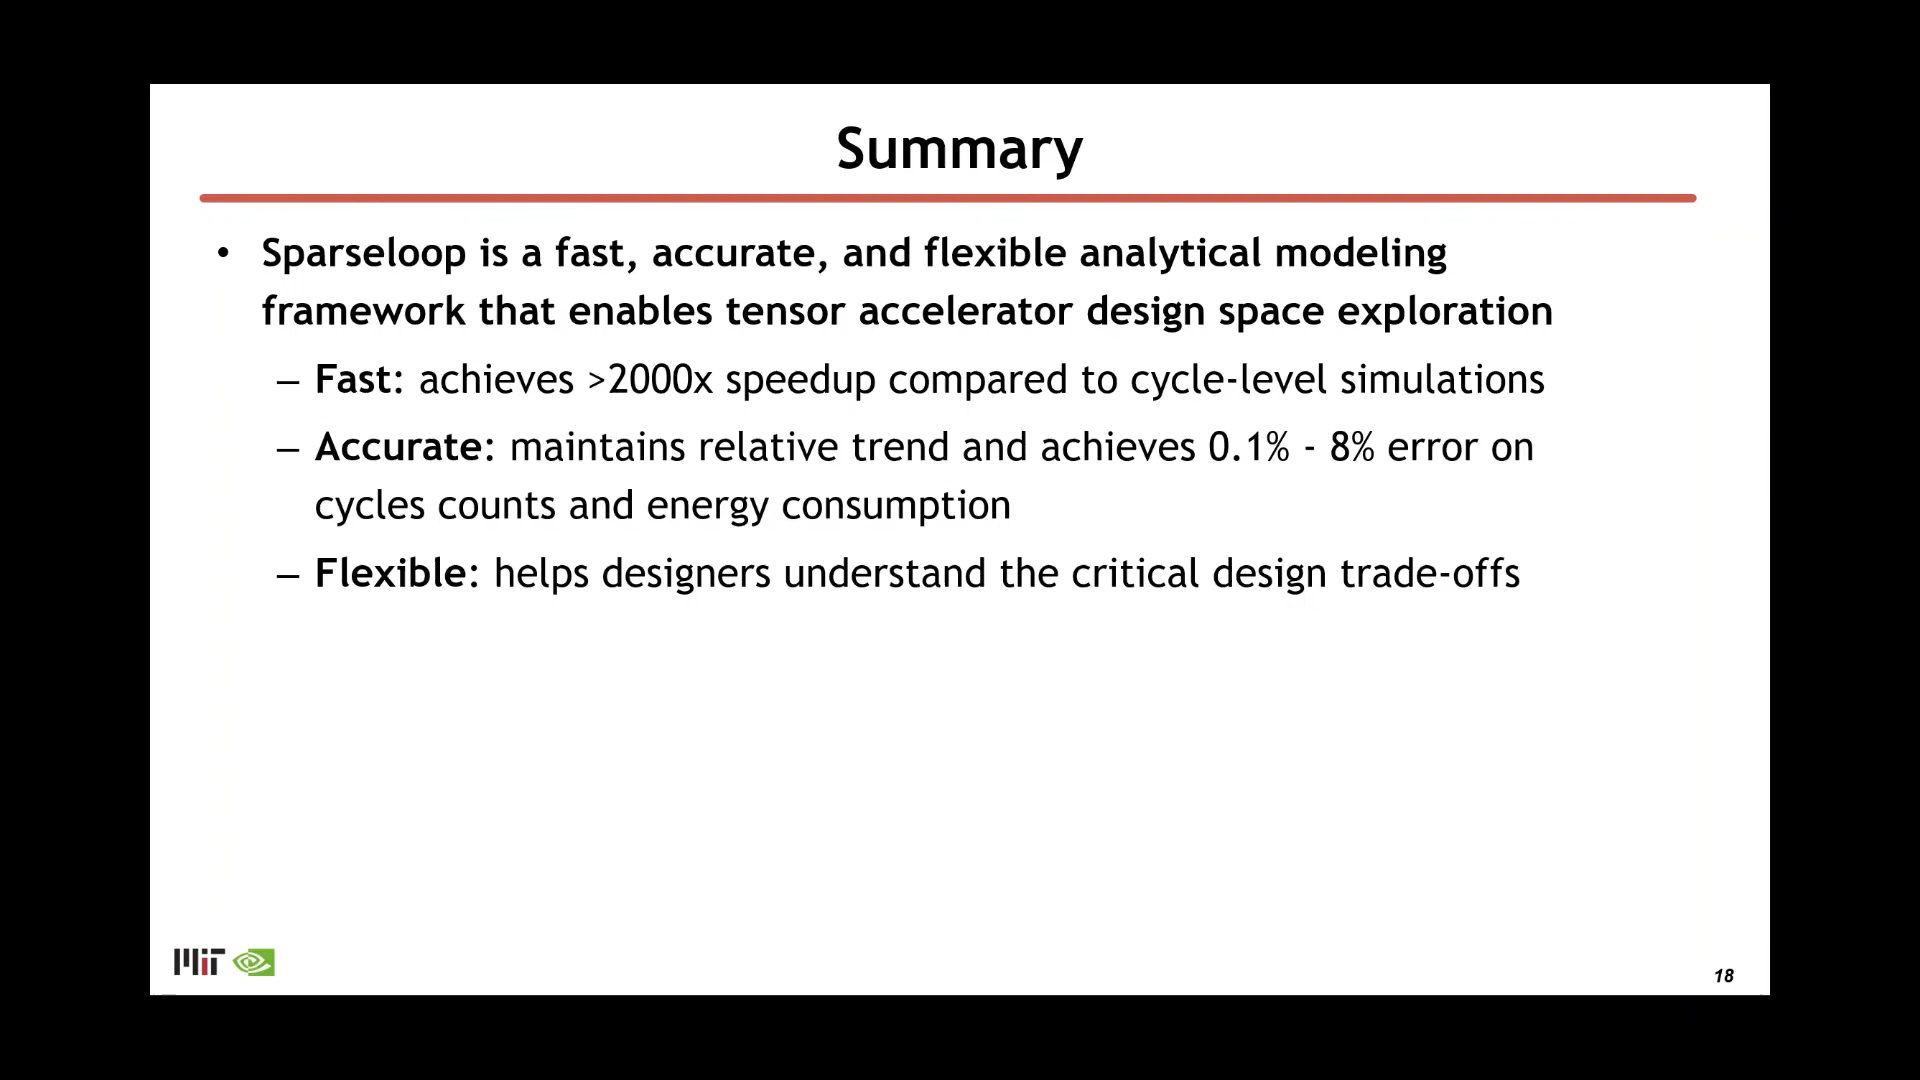 Summary
• Sparseloop is a fast, accurate, and flexible analytical modeling
framework that enables tensor accelerator design space exploration
– Fast: achieves >2000x speedup compared to cycle-level simulations
– Accurate: maintains relative trend and achieves 0.1% - 8% error on
cycles counts and energy consumption
– Flexible: helps designers understand the critical design trade-offs
MIT
18